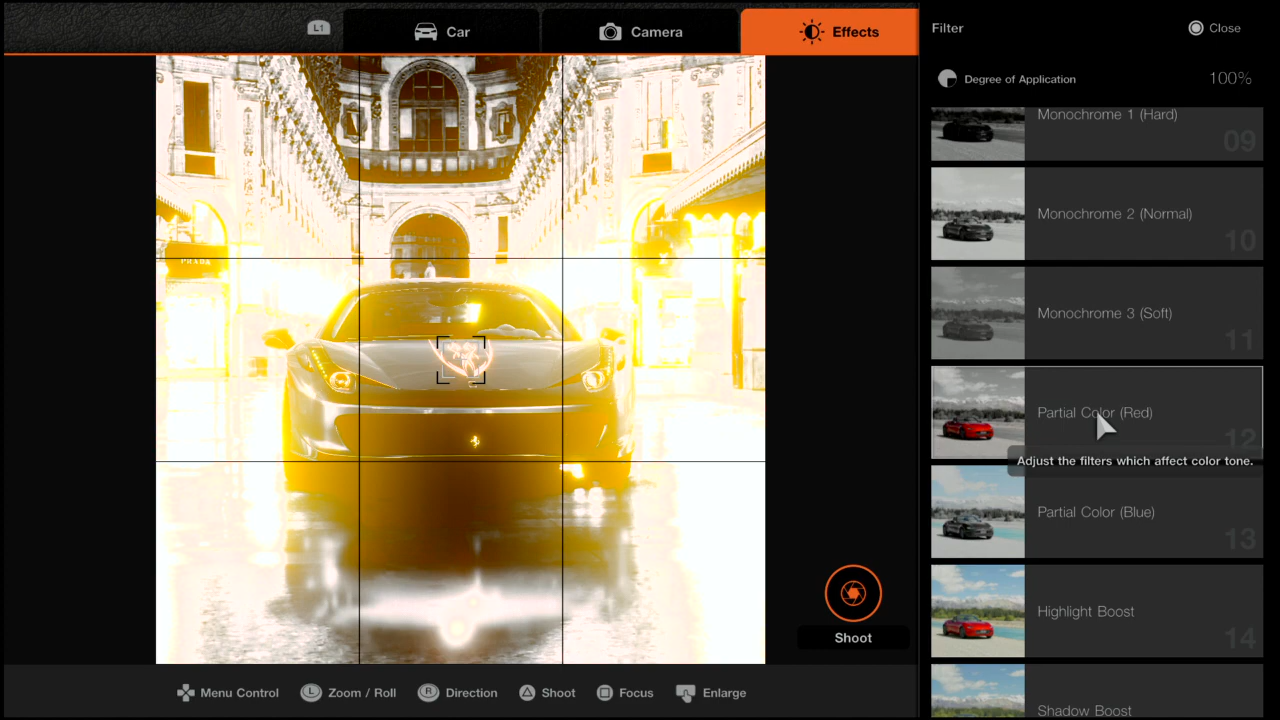 L1
Car
Camera
Effects
Filter
Close
Degree of Application
100%
Monochrome 1 (Hard)
09
Monochrome 2 (Normal)
10
Monochrome 3 (Soft)
11
Partial Color (Red)
12
Adjust the filters which affect color tone.
Partial Color (Blue)
13
Highlight Boost
14
Shadow Boost
PRADA
Shoot
Menu Control
L
Zoom / Roll
R
Direction
Shoot
Focus
Enlarge